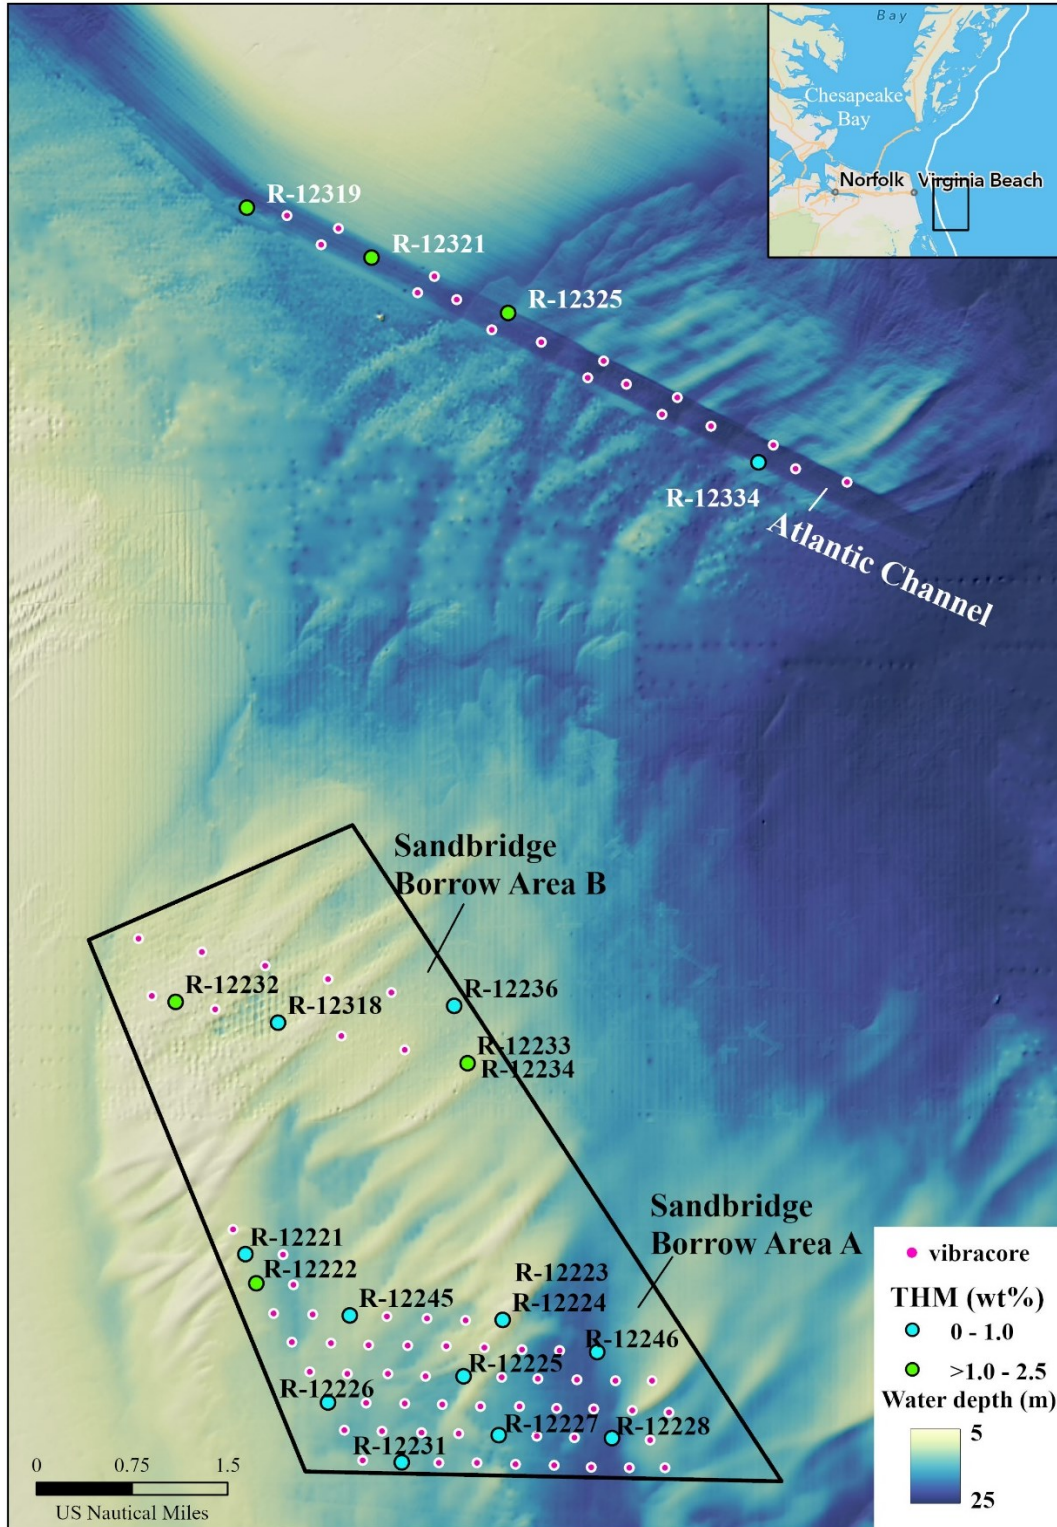 Bay
Chesapeake
Bay
Norfolk
Virginia Beach
R-12319
R-12321
R-12325
R-12334
Atlantic Channel
Sandbridge
Borrow Area B
R-12232
R-12318
R-12236
R-12233
R-12234
Sandbridge
Borrow Area A
R-12221
R-12222
R-12245
R-12223
R-12224
R-12246
R-12225
R-12226
R-12227
R-12228
R-12231
vibracore
THM (wt%)
0 - 1.0
>1.0 - 2.5
Water depth (m)
5
25
0 0.75 1.5
US Nautical Miles